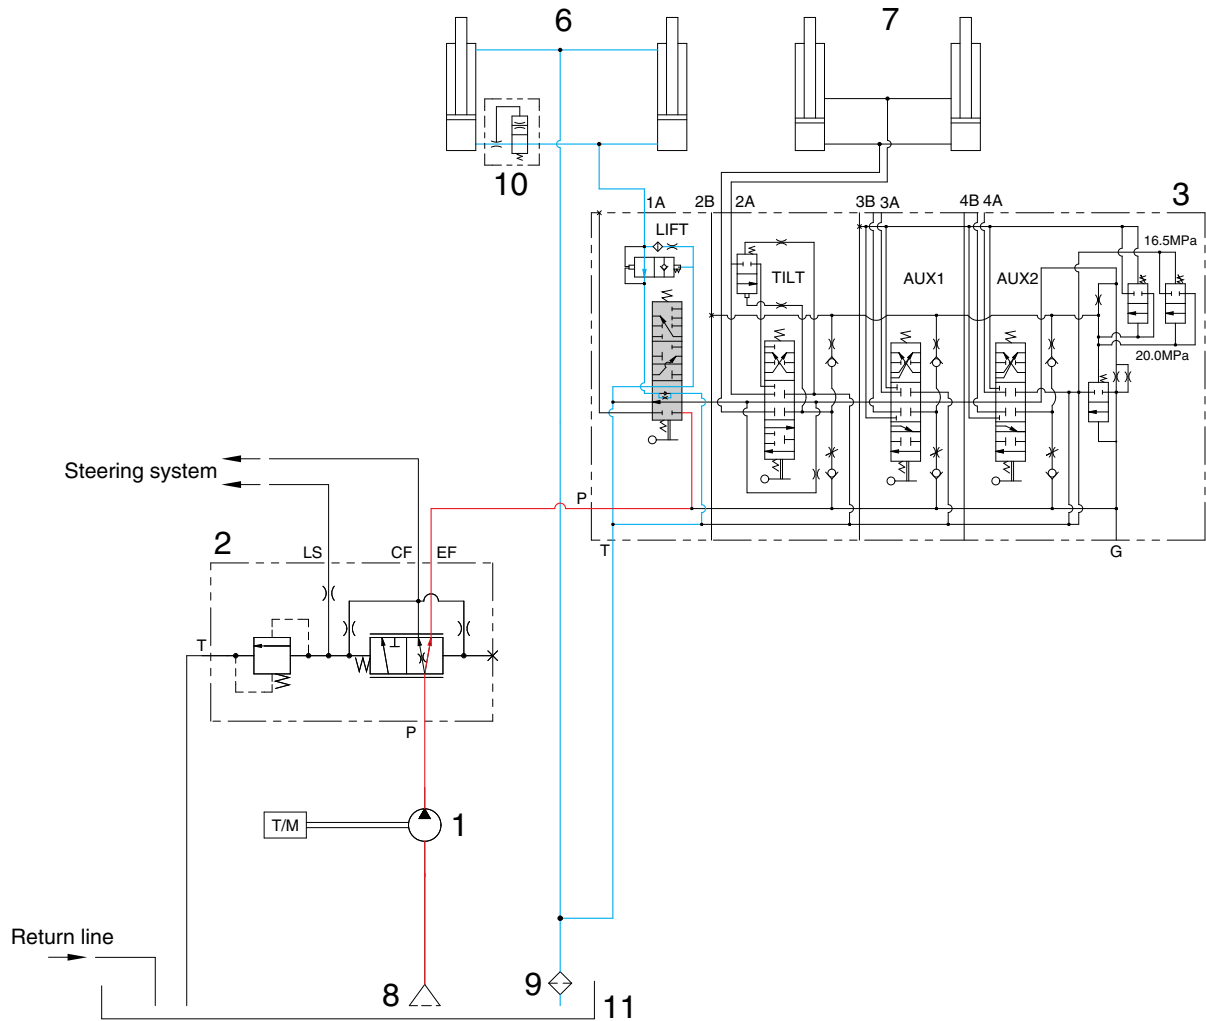 6
7
10
1A
2B
2A
3B
3A
4B
4A
3
LIFT
16.5MPa
TILT
AUX1
AUX2
20.0MPa
Steering system
P
2
LS
CF
EF
T
G
T
P
T/M
1
Return line
8
9
11